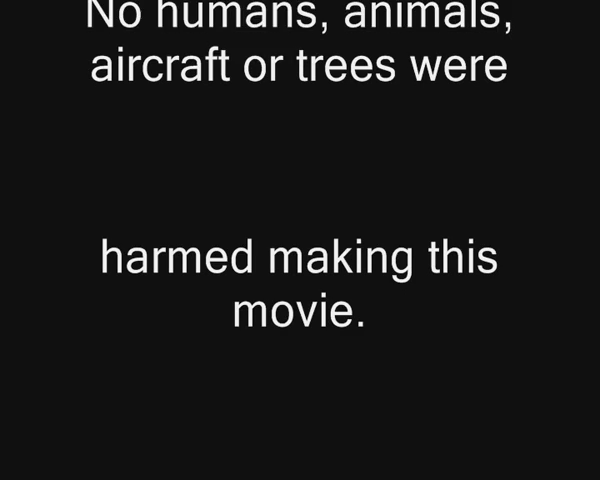 No humans, animals,
aircraft or trees were
harmed making this
movie.